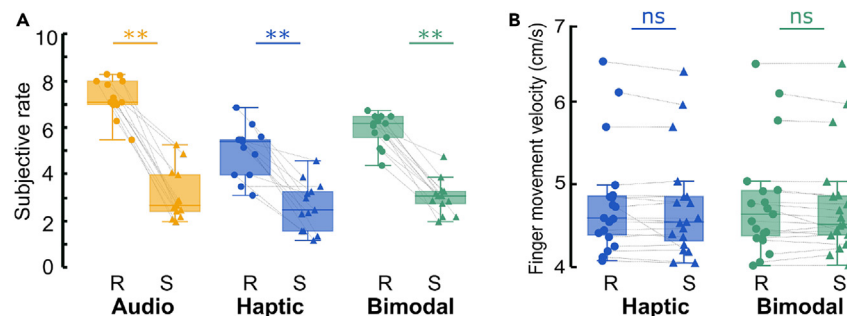 A
Subjective rate
10
8
6
4
2
0
**
**
**
R S R S R S
Audio Haptic Bimodal
B
Finger movement velocity (cm/s)
7
6
5
4
ns
ns
R S R S
Haptic Bimodal